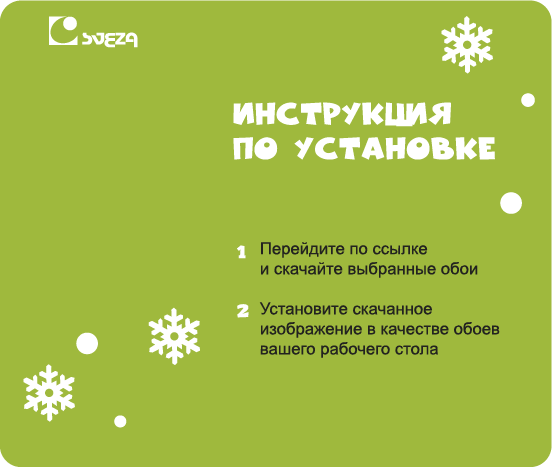 SVEZA
ИНСТРУКЦИЯ
ПО УСТАНОВКЕ
1 Перейдите по ссылке
и скачайте выбранные обои
2 Установите скачанное
изображение в качестве обоев
вашего рабочего стола